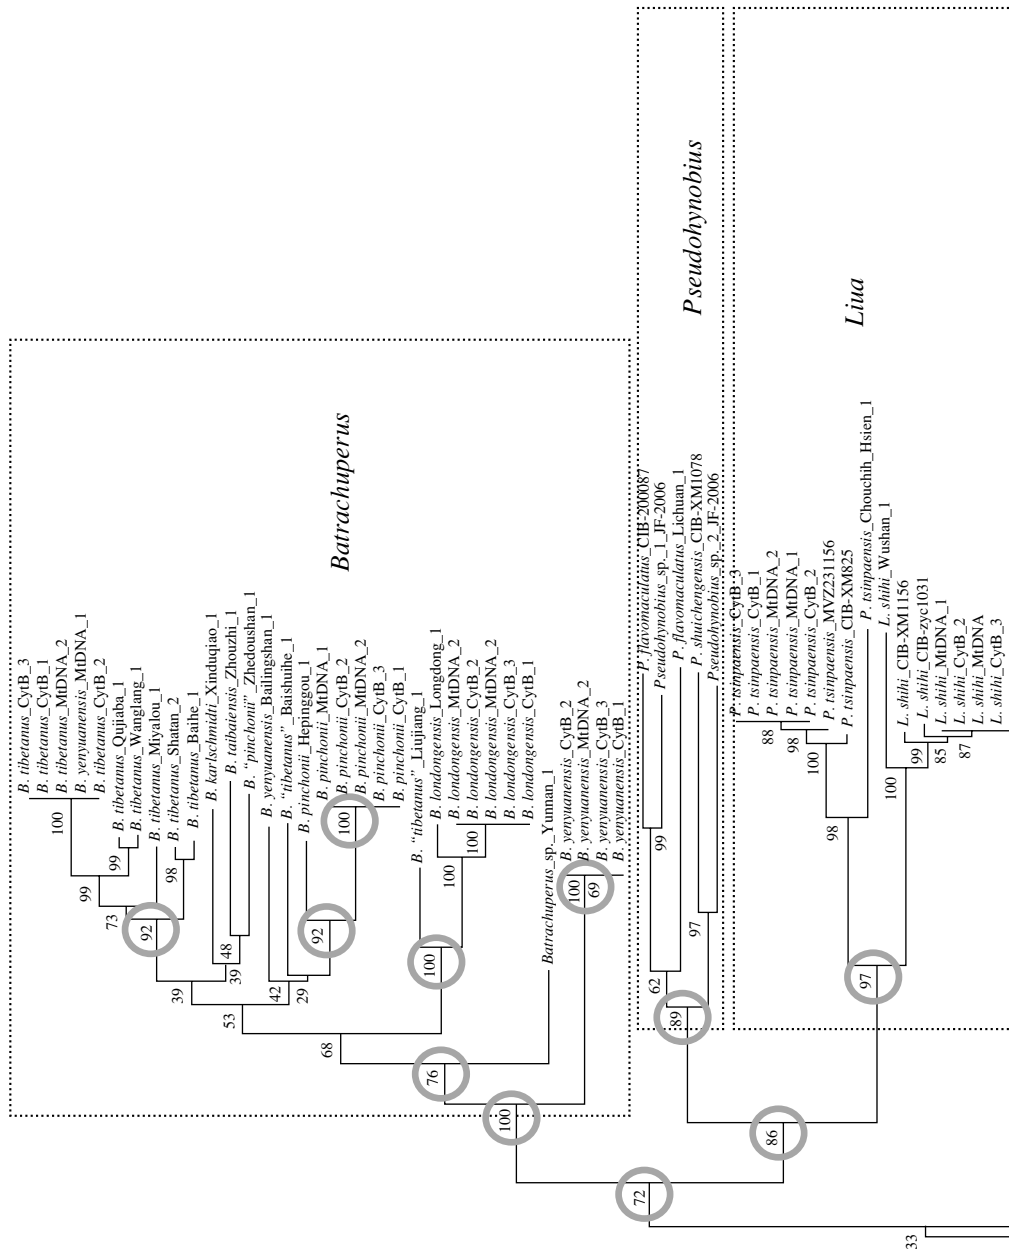 B. tibetanus_CytB_3
B. tibetanus_CytB_1
B. tibetanus_MtDNA_2
B. yenyuanensis_MtDNA_1
B. tibetanus_CytB_2
B. tibetanus_Qujiaba_1
B. tibetanus_Wanglang_1
B. tibetanus_Miyalou_1
B. tibetanus_Shatan_2
B. tibetanus_Baihe_1
B. karlschmidtii_Xinduqiao_1
B. taibaiensis_Zhouzhi_1
B. “pinchonii”_Zhedoushan_1
B. yenyuanensis_Bailingshan_1
B. “tibetanus”_Baishuihe_1
B. pinchonii_Hepinggou_1
B. pinchonii_MtDNA_1
B. pinchonii_CytB_2
B. pinchonii_MtDNA_2
B. pinchonii_CytB_3
B. pinchonii_CytB_1
B. “tibetanus”_Liujiang_1
B. londongensis_Longdong_1
B. londongensis_MtDNA_1
B. londongensis_MtDNA_2
B. londongensis_CytB_2
B. londongensis_CytB_3
B. londongensis_CytB_1
Batrachuperus_sp._Yunnan_1
B. yenyuanensis_CytB_2
B. yenyuanensis_MtDNA_2
B. yenyuanensis_CytB_3
B. yenyuanensis_CytB_1
100
99
99
73
92
98
39
48
39
53
42
29
92
100
68
100
100
100
76
100
69
100
72
Batrachuperus
P. flavomaculatus_CIB-200087
Pseudohynobius_sp._1_JF-2006
P. flavomaculatus_Lichuan_1
P. shuichengensis_CIB-XM1078
Pseudohynobius_sp._2_JF-2006
99
62
97
89
86
Pseudohynobius
P. tsinpaensis_CytB_3
P. tsinpaensis_CytB_1
P. tsinpaensis_MtDNA_2
P. tsinpaensis_MtDNA_1
P. tsinpaensis_CytB_2
P. tsinpaensis_MVZ231156
P. tsinpaensis_CIB-XM825
P. tsinpaensis_Chouchih_Hsien_1
L. shihi_Wushan_1
L. shihi_CIB-XM1156
L. shihi_CIB-zyc1031
L. shihi_MtDNA_1
L. shihi_CytB_2
L. shihi_MtDNA
L. shihi_CytB_3
88
98
100
98
100
99
85
87
97
33
Liua